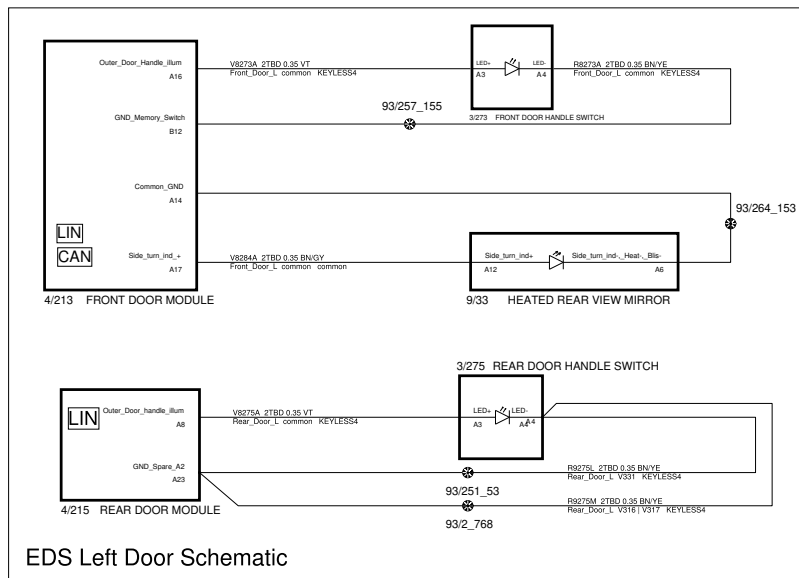 Outer_Door_Handle_illum
A16
V8273A 2TBD 0.35 VT
Front_Door_L common KEYLESS4
LED+
LED-
A3
A4
R8273A 2TBD 0.35 BN/YE
Front_Door_L common KEYLESS4
93/257_155
3/273 FRONT DOOR HANDLE SWITCH
GND_Memory_Switch
B12
Common_GND
A14
93/264_153
LIN
CAN
Side_turn_ind_+
A17
V8284A 2TBD 0.35 BN/GY
Front_Door_L common common
Side_turn_ind+
Side_turn_ind-,_Heat-,_Blis-
A12
A6
4/213 FRONT DOOR MODULE
9/33 HEATED REAR VIEW MIRROR
3/275 REAR DOOR HANDLE SWITCH
LIN
Outer_Door_handle_illum
A8
V8275A 2TBD 0.35 VT
Rear_Door_L common KEYLESS4
LED+
LED-
A3
A4
A4
GND_Spare_A2
A23
R9275L 2TBD 0.35 BN/YE
Rear_Door_L V331 KEYLESS4
93/251_53
R9275M 2TBD 0.35 BN/YE
Rear_Door_L V316 | V317 KEYLESS4
4/215 REAR DOOR MODULE
93/2_768
EDS Left Door Schematic